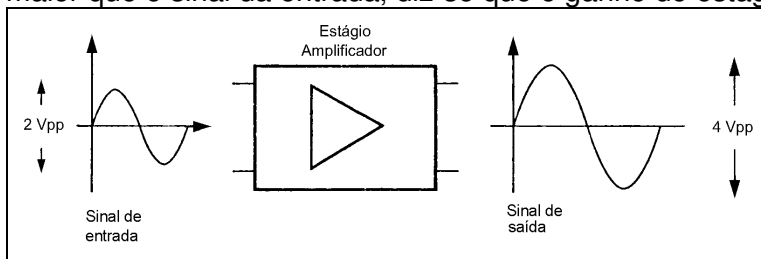 maior que o sinal da entrada, diz-se que o ganho do estág
Estágio
Amplificador
2 Vpp
4 Vpp
Sinal de
entrada
Sinal de
saída